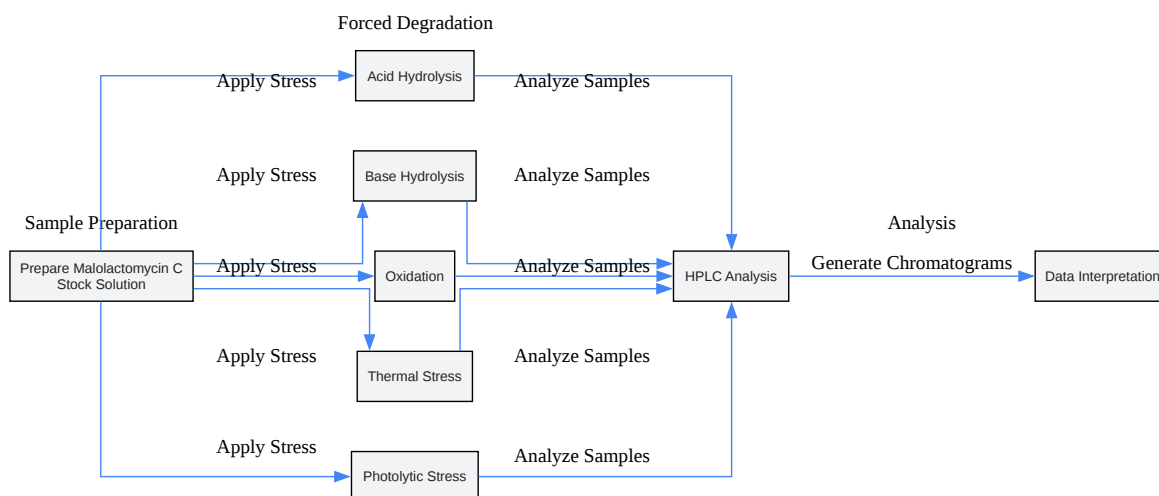 Forced Degradation
Apply Stress
Acid Hydrolysis
Analyze Samples
Apply Stress
Base Hydrolysis
Analyze Samples
Sample Preparation
Analysis
Prepare Malolactomycin C
Stock Solution
Apply Stress
Oxidation
Analyze Samples
HPLC Analysis
Generate Chromatograms
Data Interpretation
Apply Stress
Thermal Stress
Analyze Samples
Apply Stress
Photolytic Stress
Analyze Samples